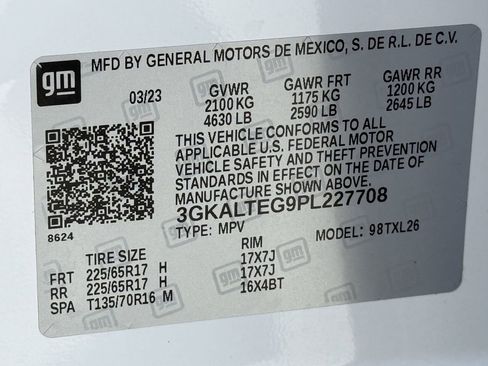 gm MFD BY GENERAL MOTORS DE MEXICO, S. DE R.L. DE C.V.
03/23 GVWR GAWR FRT GAWR RR
2100 KG 1175 KG 1200 KG
4630 LB 2590 LB 2645 LB
THIS VEHICLE CONFORMS TO ALL
APPLICABLE U.S. FEDERAL MOTOR
VEHICLE SAFETY AND THEFT PREVENTION
STANDARDS IN EFFECT ON THE DATE OF
MANUFACTURE SHOWN ABOVE.
3GKALTEG9PL227708
8624 TYPE: MPV MODEL: 98TXL26
TIRE SIZE RIM
FRT 225/65R17 H 17X7J
RR 225/65R17 H 17X7J
SPA T135/70R16 M 16X4BT